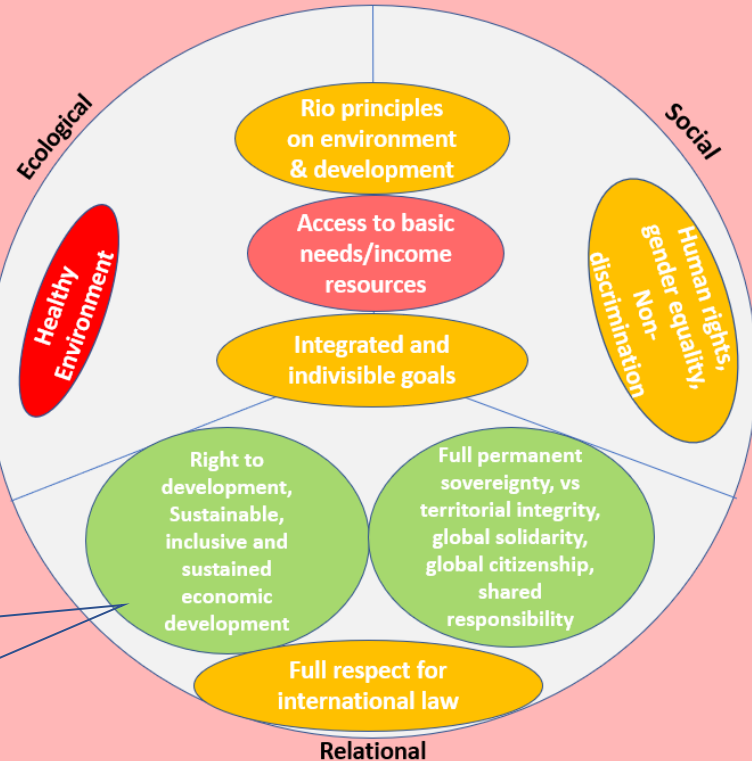 Ecological
Social
Rio principles
on environment
& development
Access to basic
needs/income
resources
Healthy
Environment
Human rights,
gender equality,
Non-
discrimination
Integrated and
indivisible goals
Right to
development,
Sustainable,
inclusive and
sustained
economic
development
Full permanent
sovereignty, vs
territorial integrity,
global solidarity,
global citizenship,
shared
responsibility
Full respect for
international law
Relational